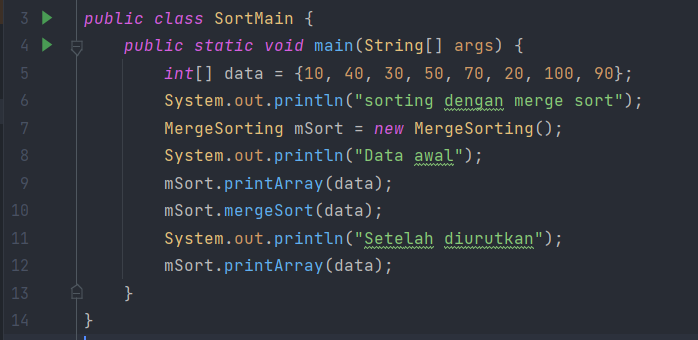 3 public class SortMain {
4 public static void main(String[] args) {
5 int[] data = {10, 40, 30, 50, 70, 20, 100, 90};
6 System.out.println("sorting dengan merge sort");
7 MergeSorting mSort = new MergeSorting();
8 System.out.println("Data awal");
9 mSort.printArray(data);
10 mSort.mergeSort(data);
11 System.out.println("Setelah diurutkan");
12 mSort.printArray(data);
13 }
14 }